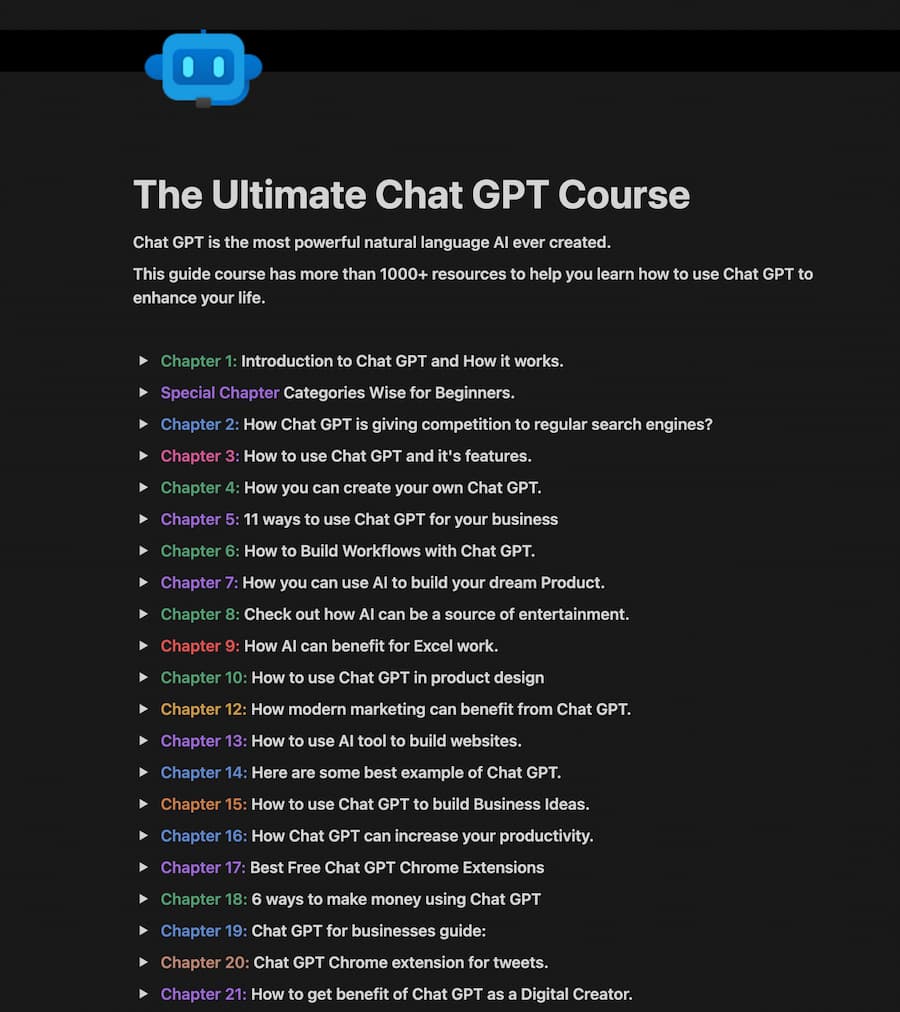 The Ultimate Chat GPT Course
Chat GPT is the most powerful natural language AI ever created.
This guide course has more than 1000+ resources to help you learn how to use Chat GPT to
enhance your life.
Chapter 1: Introduction to Chat GPT and How it works.
Special Chapter Categories Wise for Beginners.
Chapter 2: How Chat GPT is giving competition to regular search engines?
Chapter 3: How to use Chat GPT and it's features.
Chapter 4: How you can create your own Chat GPT.
Chapter 5: 11 ways to use Chat GPT for your business
Chapter 6: How to Build Workflows with Chat GPT.
Chapter 7: How you can use AI to build your dream Product.
Chapter 8: Check out how AI can be a source of entertainment.
Chapter 9: How AI can benefit for Excel work.
Chapter 10: How to use Chat GPT in product design
Chapter 12: How modern marketing can benefit from Chat GPT.
Chapter 13: How to use AI tool to build websites.
Chapter 14: Here are some best example of Chat GPT.
Chapter 15: How to use Chat GPT to build Business Ideas.
Chapter 16: How Chat GPT can increase your productivity.
Chapter 17: Best Free Chat GPT Chrome Extensions
Chapter 18: 6 ways to make money using Chat GPT
Chapter 19: Chat GPT for businesses guide:
Chapter 20: Chat GPT Chrome extension for tweets.
Chapter 21: How to get benefit of Chat GPT as a Digital Creator.